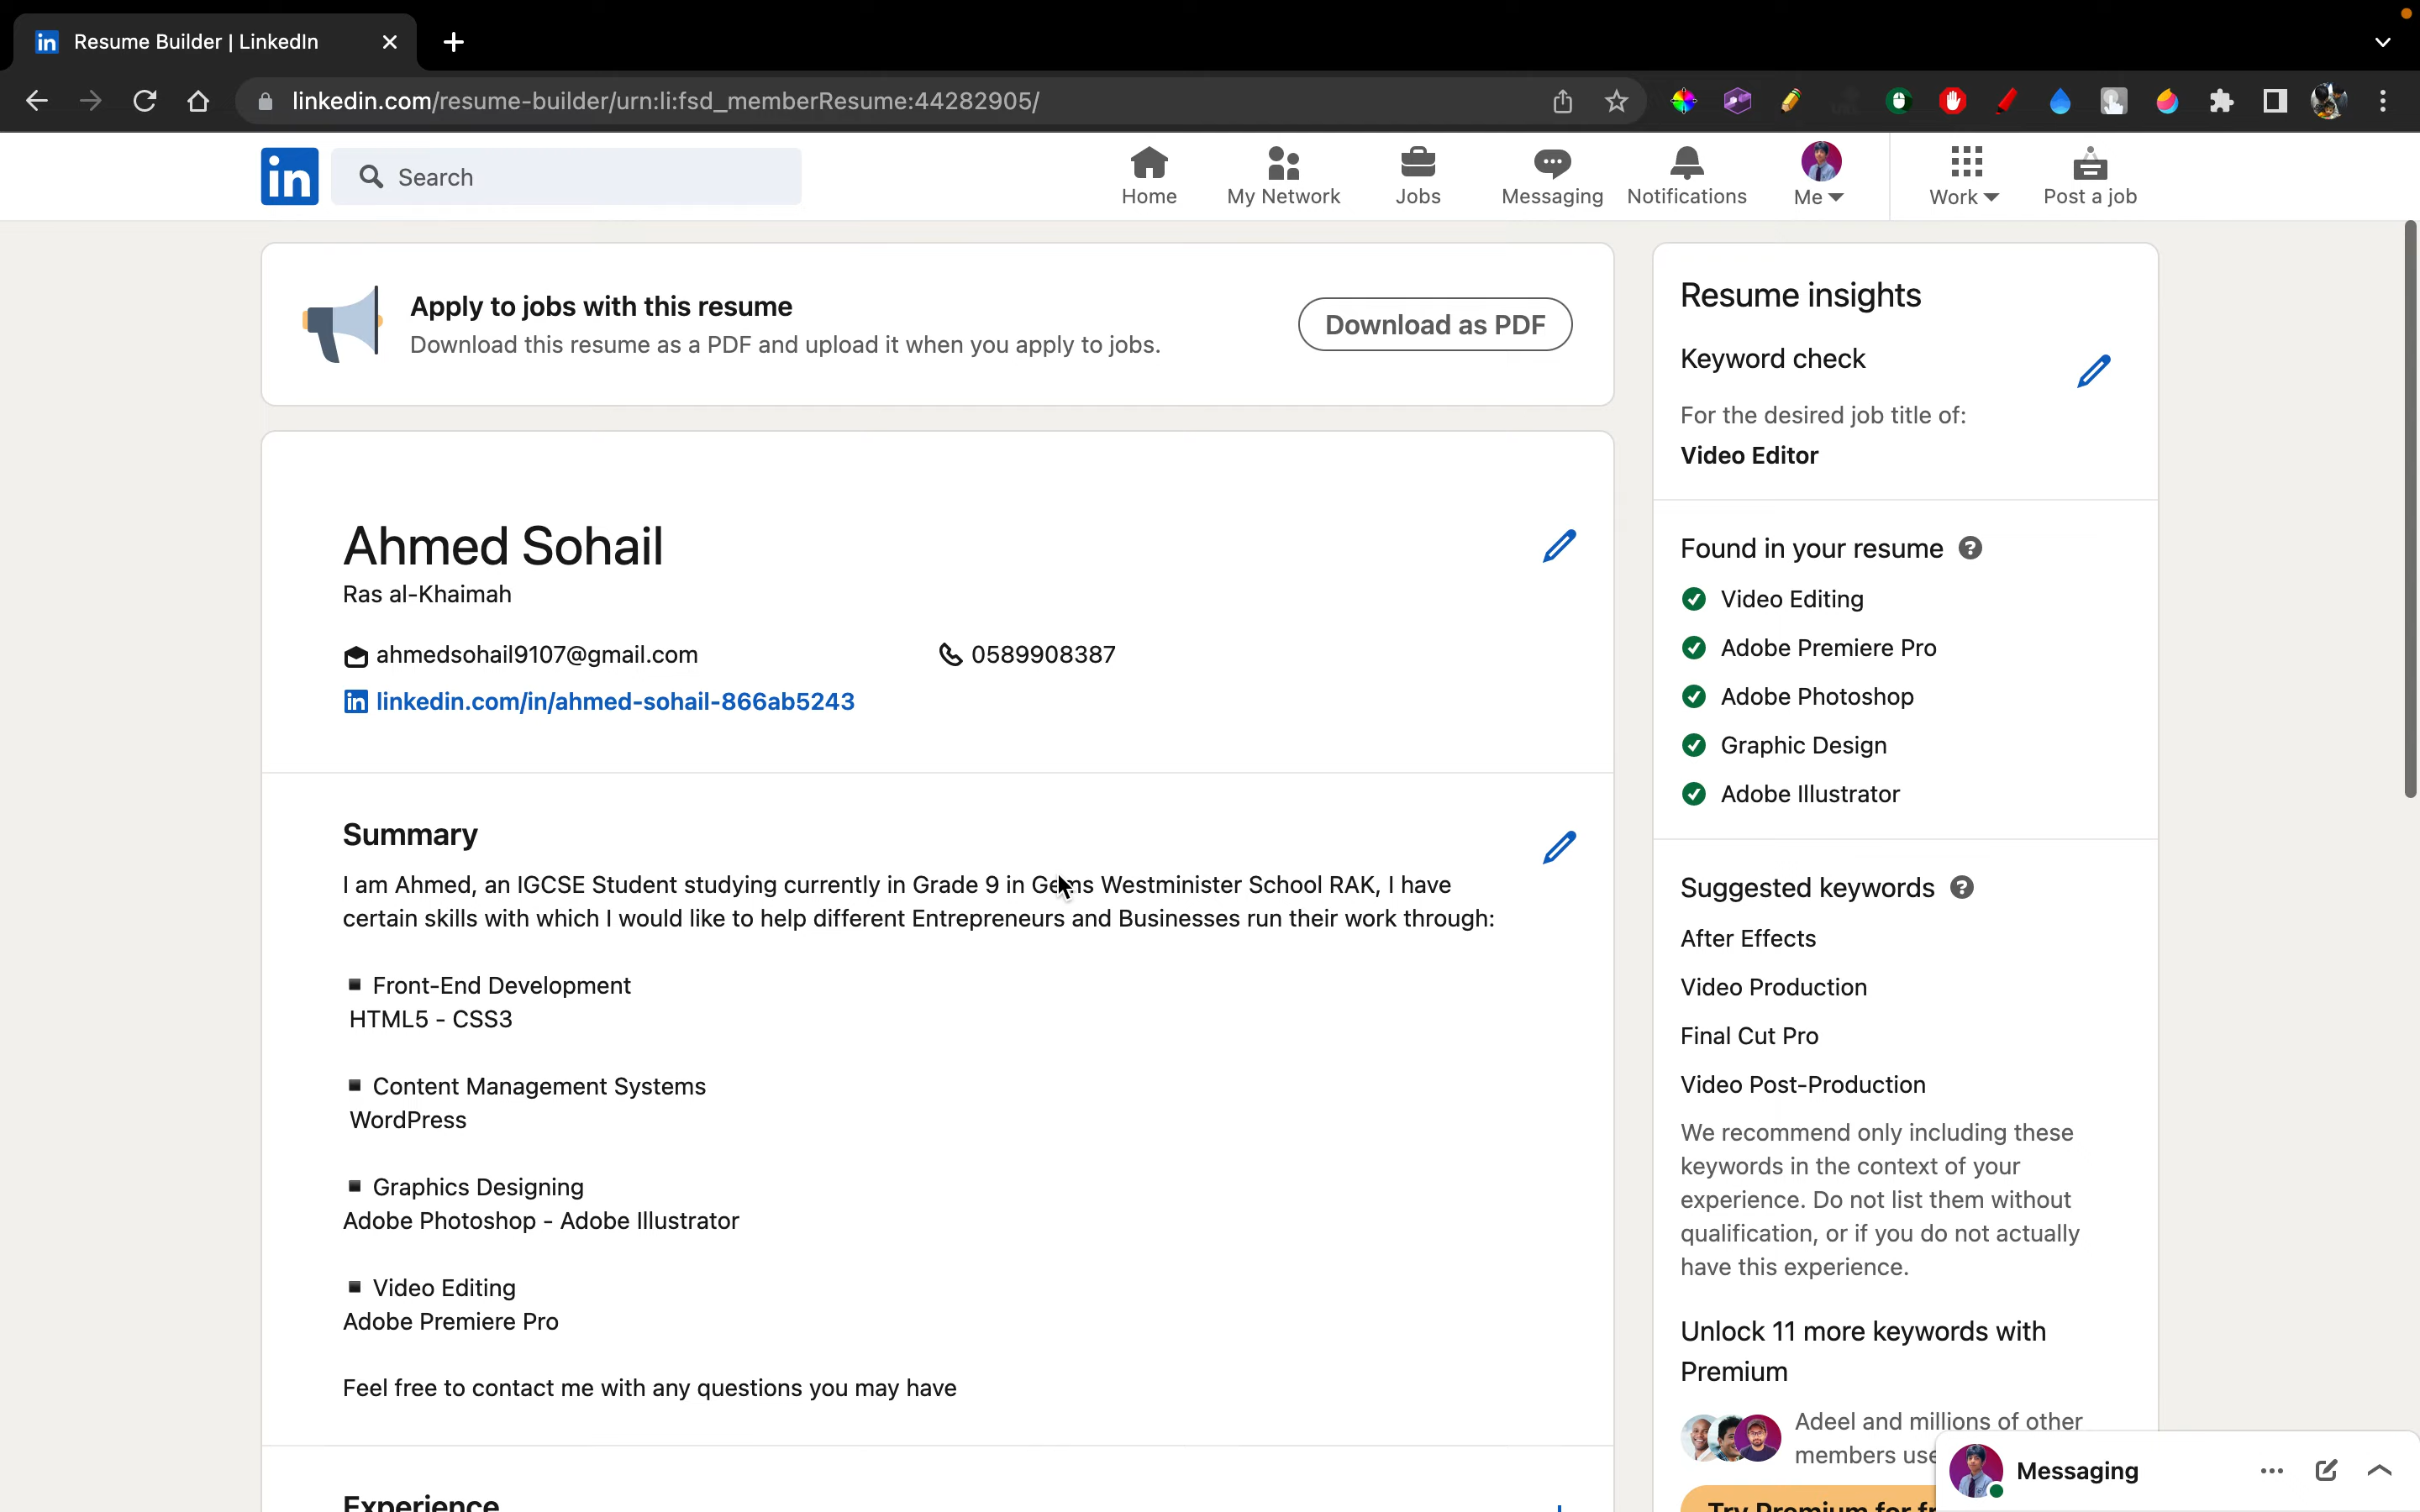 Resume Builder | LinkedIn
linkedin.com/resume-builder/urn:li:fsd_memberResume:44282905/
in
Search
Home
My Network
Jobs
Messaging
Notifications
Me
Work
Post a job
Apply to jobs with this resume
Download this resume as a PDF and upload it when you apply to jobs.
Download as PDF
Ahmed Sohail
Ras al-Khaimah
ahmedsohail9107@gmail.com
0589908387
linkedin.com/in/ahmed-sohail-866ab5243
Summary
I am Ahmed, an IGCSE Student studying currently in Grade 9 in Gems Westminister School RAK, I have
certain skills with which I would like to help different Entrepreneurs and Businesses run their work through:
▪ Front-End Development
HTML5 - CSS3
▪ Content Management Systems
WordPress
▪ Graphics Designing
Adobe Photoshop - Adobe Illustrator
▪ Video Editing
Adobe Premiere Pro
Feel free to contact me with any questions you may have
Experience
Resume insights
Keyword check
For the desired job title of:
Video Editor
Found in your resume
Video Editing
Adobe Premiere Pro
Adobe Photoshop
Graphic Design
Adobe Illustrator
Suggested keywords
After Effects
Video Production
Final Cut Pro
Video Post-Production
We recommend only including these
keywords in the context of your
experience. Do not list them without
qualification, or if you do not actually
have this experience.
Unlock 11 more keywords with
Premium
Adeel and millions of other
members use
Try Premium for fr
Messaging